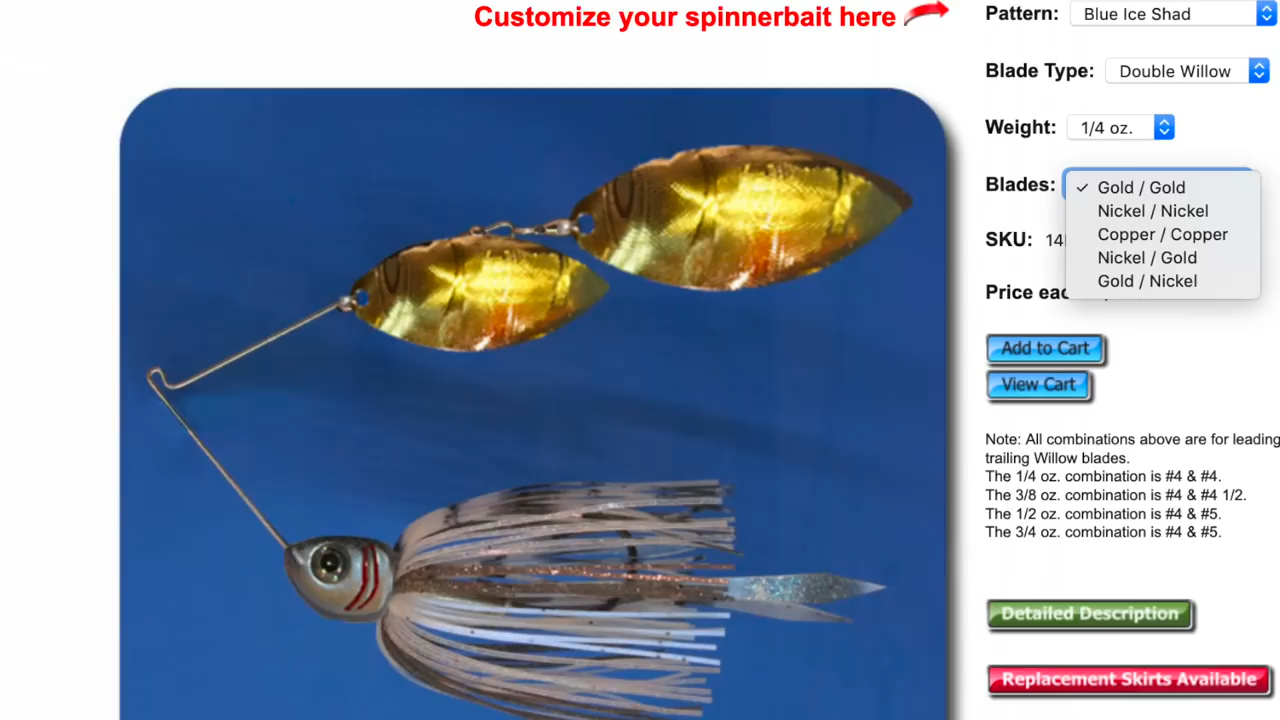 Customize your spinnerbait here
Pattern: Blue Ice Shad
Blade Type: Double Willow
Weight: 1/4 oz.
Blades: ✓ Gold / Gold
Nickel / Nickel
Copper / Copper
Nickel / Gold
Gold / Nickel
SKU: 14
Price
Add to Cart
View Cart
Note: All combinations above are for leading
trailing Willow blades.
The 1/4 oz. combination is #4 & #4.
The 3/8 oz. combination is #4 & #4 1/2.
The 1/2 oz. combination is #4 & #5.
The 3/4 oz. combination is #4 & #5.
Detailed Description
Replacement Skirts Available